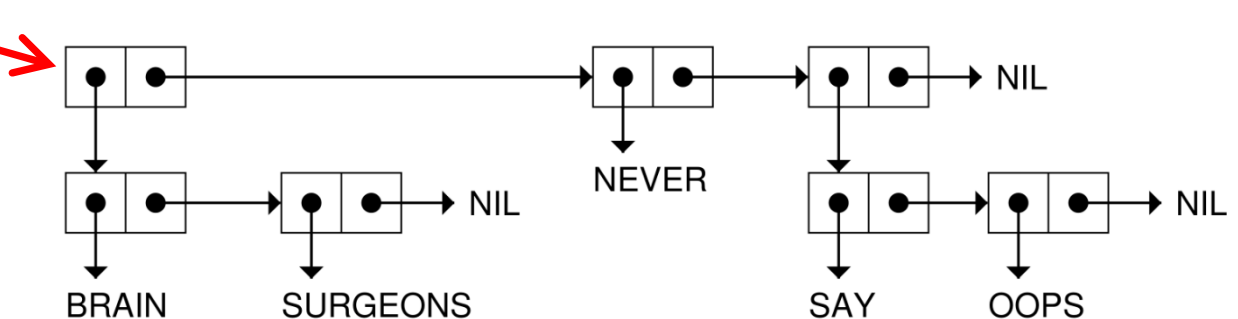 NIL
NEVER
NIL
NIL
BRAIN
SURGEONS
SAY
OOPS